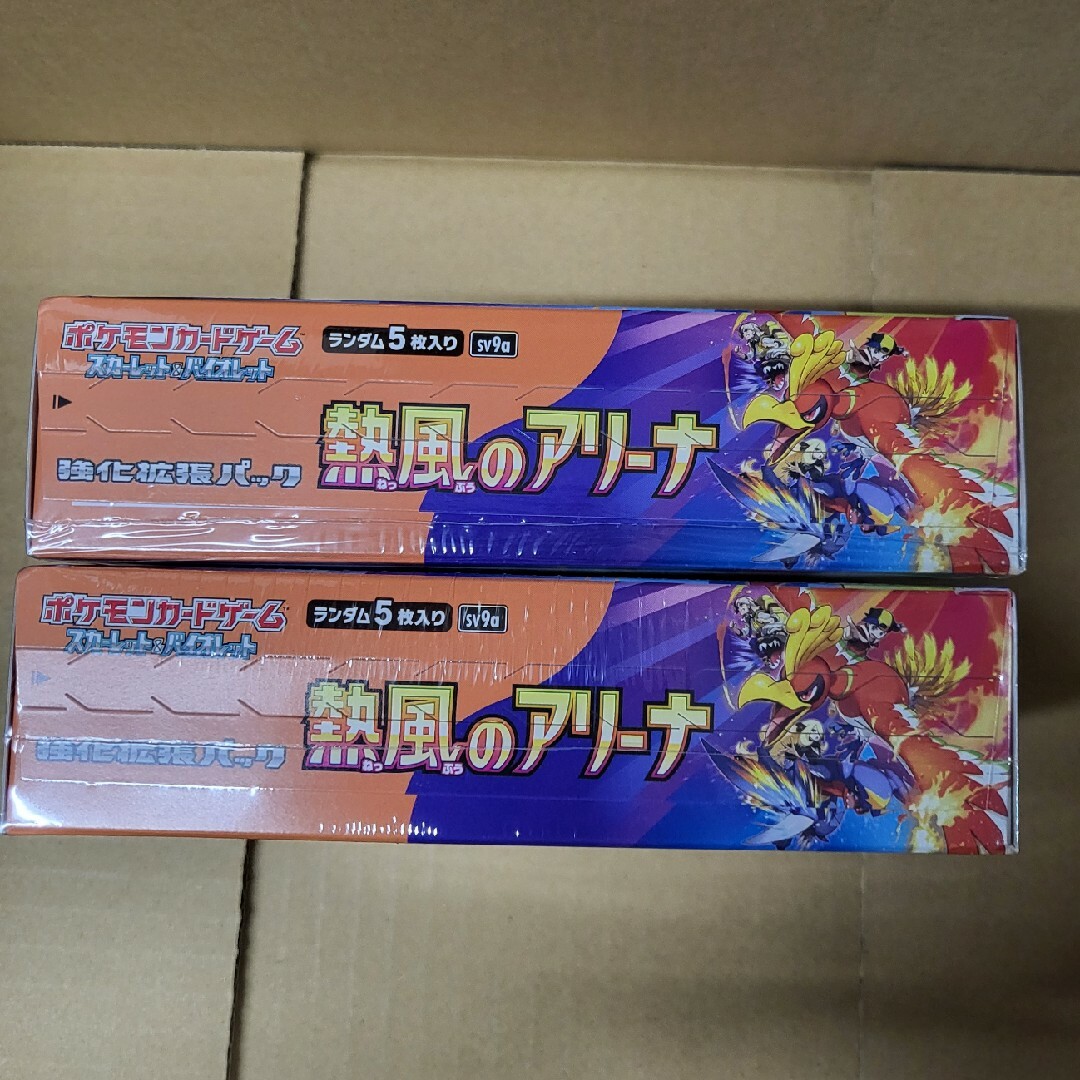 ポケモンカードゲーム
スカーレット&バイオレット
ランダム5枚入り sv9a
強化拡張パック
熱風のアリーナ
ねっ ぷう
ポケモンカードゲーム
スカーレット&バイオレット
ランダム5枚入り sv9a
強化拡張パック
熱風のアリーナ
ねっ ぷう